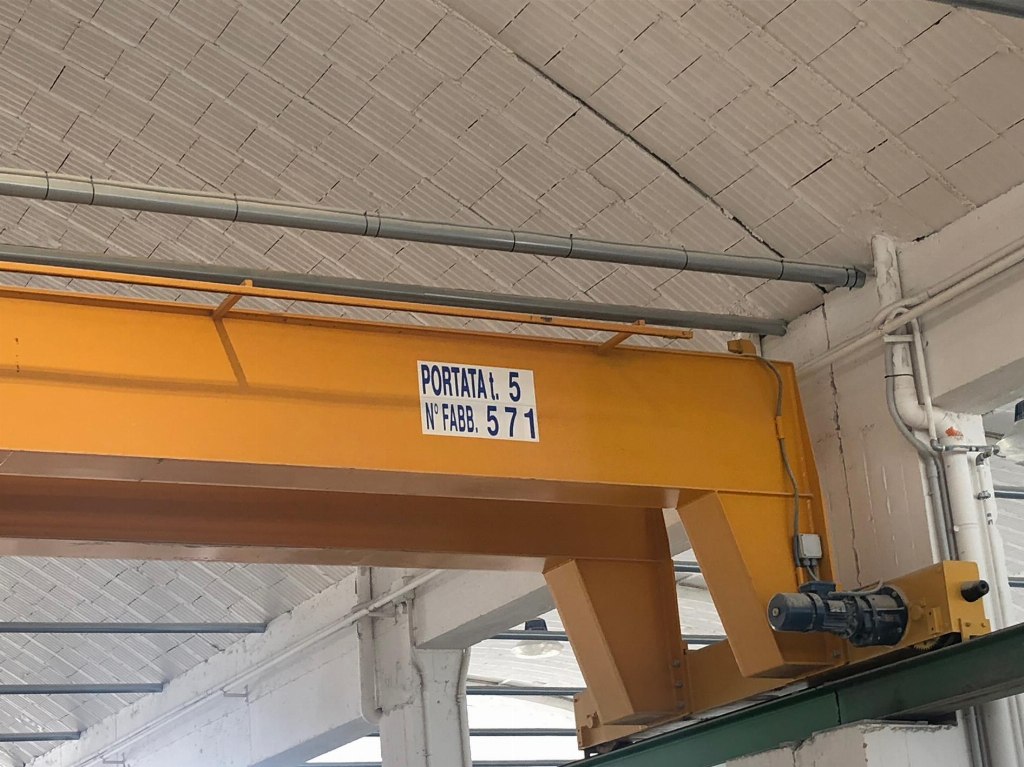 PORTATA t. 5
N° FABB. 571